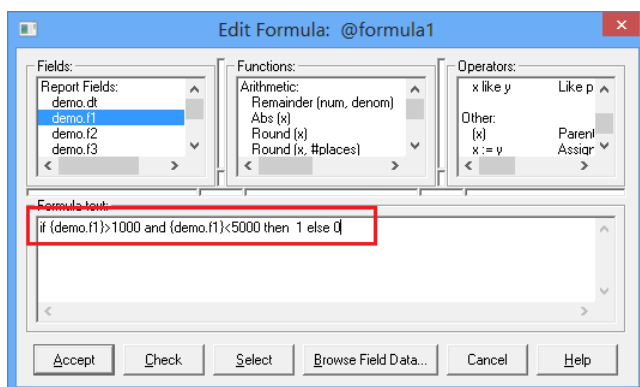 Edit Formula: @formula1
Fields:
Report Fields:
demo.dt
demo.f1
demo.f2
demo.f3
Functions:
Arithmetic:
Remainder (num, denom)
Abs (x)
Round (x)
Round (x, #places)
Operators:
x like y Like p
Other:
(x) Parent
x := y Assign
Formula text:
if {demo.f1}>1000 and {demo.f1}<5000 then  1 else 0
Accept
Check
Select
Browse Field Data...
Cancel
Help